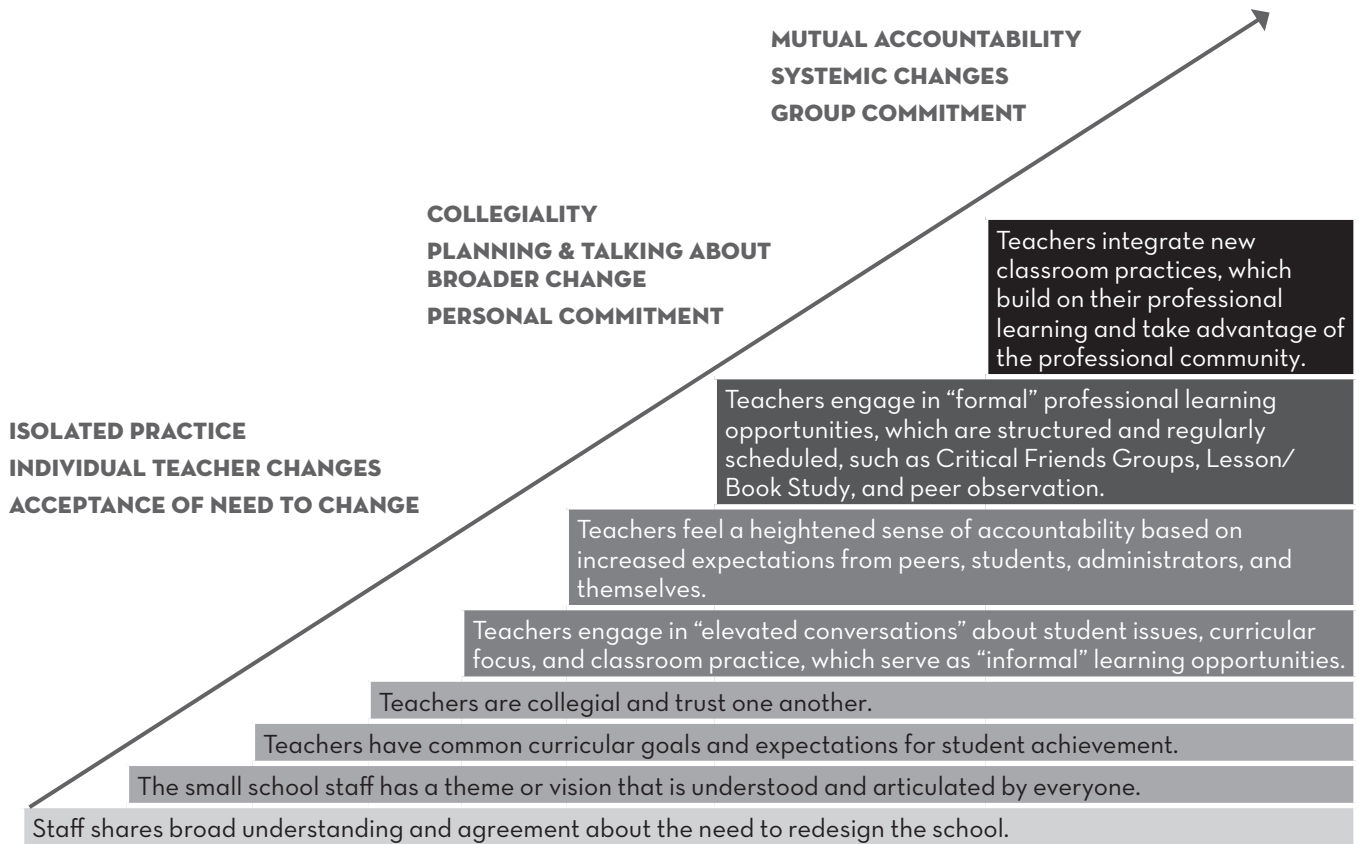 MUTUAL ACCOUNTABILITY
SYSTEMIC CHANGES
GROUP COMMITMENT
COLLEGIALITY
PLANNING & TALKING ABOUT
BROADER CHANGE
PERSONAL COMMITMENT
ISOLATED PRACTICE
INDIVIDUAL TEACHER CHANGES
ACCEPTANCE OF NEED TO CHANGE
Teachers integrate new
classroom practices, which
build on their professional
learning and take advantage of
the professional community.
Teachers engage in “formal” professional learning
opportunities, which are structured and regularly
scheduled, such as Critical Friends Groups, Lesson/
Book Study, and peer observation.
Teachers feel a heightened sense of accountability based on
increased expectations from peers, students, administrators, and
themselves.
Teachers engage in “elevated conversations” about student issues, curricular
focus, and classroom practice, which serve as “informal” learning opportunities.
Teachers are collegial and trust one another.
Teachers have common curricular goals and expectations for student achievement.
The small school staff has a theme or vision that is understood and articulated by everyone.
Staff shares broad understanding and agreement about the need to redesign the school.